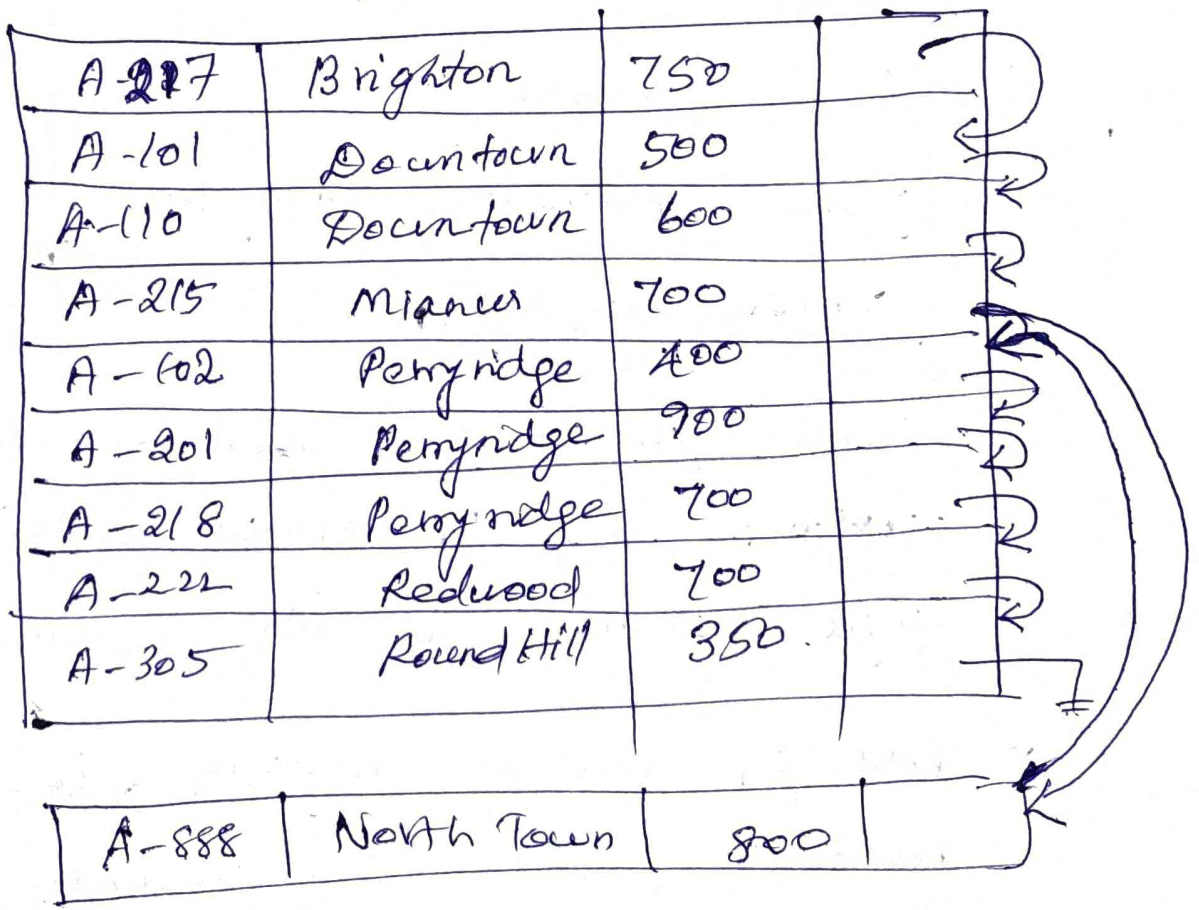 A-217 Brighton 750
A-101 Downtown 500
A-110 Downtown 600
A-215 Mianus 700
A-102 Perryridge 400
A-201 Perryridge 900
A-218 Perryridge 700
A-222 Redwood 700
A-305 Round Hill 350
A-888 North Town 800